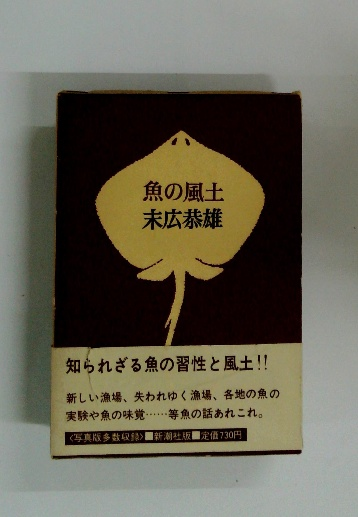 魚の風土
末広恭雄
知られざる魚の習性と風土!!
新しい漁場、失われゆく漁場、各地の魚の
実験や魚の味覚……等魚の話あれこれ。
〈写真版多数収録〉■新潮社版■定価730円